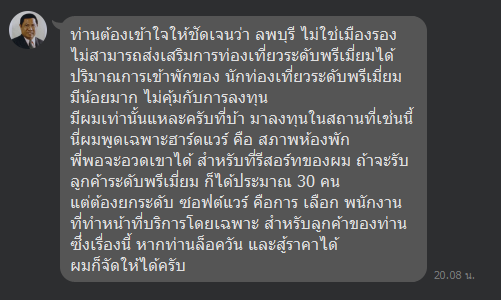 ท่านต้องเข้าใจให้ชัดเจนว่า ลพบุรี ไม่ใช่เมืองรอง
ไม่สามารถส่งเสริมการท่องเที่ยวระดับพรีเมี่ยมได้
ปริมาณการเข้าพักของ นักท่องเที่ยวระดับพรีเมี่ยม
มีน้อยมาก ไม่คุ้มกับการลงทุน
มีผมเท่านั้นแหละครับที่บ้า มาลงทุนในสถานที่เช่นนี้
นี่ผมพูดเฉพาะฮาร์ดแวร์ คือ สภาพห้องพัก
พี่พอจะอวดเขาได้ สำหรับที่รีสอร์ทของผม ถ้าจะรับ
ลูกค้าระดับพรีเมี่ยม ก็ได้ประมาณ 30 คน
แต่ต้องยกระดับ ซอฟต์แวร์ คือการ เลือก พนักงาน
ที่ทำหน้าที่บริการโดยเฉพาะ สำหรับลูกค้าของท่าน
ซึ่งเรื่องนี้ หากท่านล็อควัน และสู้ราคาได้
ผมก็จัดให้ได้ครับ
20.08 น.